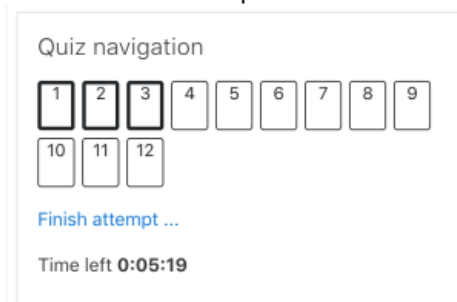 Quiz navigation
1 2 3 4 5 6 7 8 9
10 11 12
Finish attempt ...
Time left 0:05:19